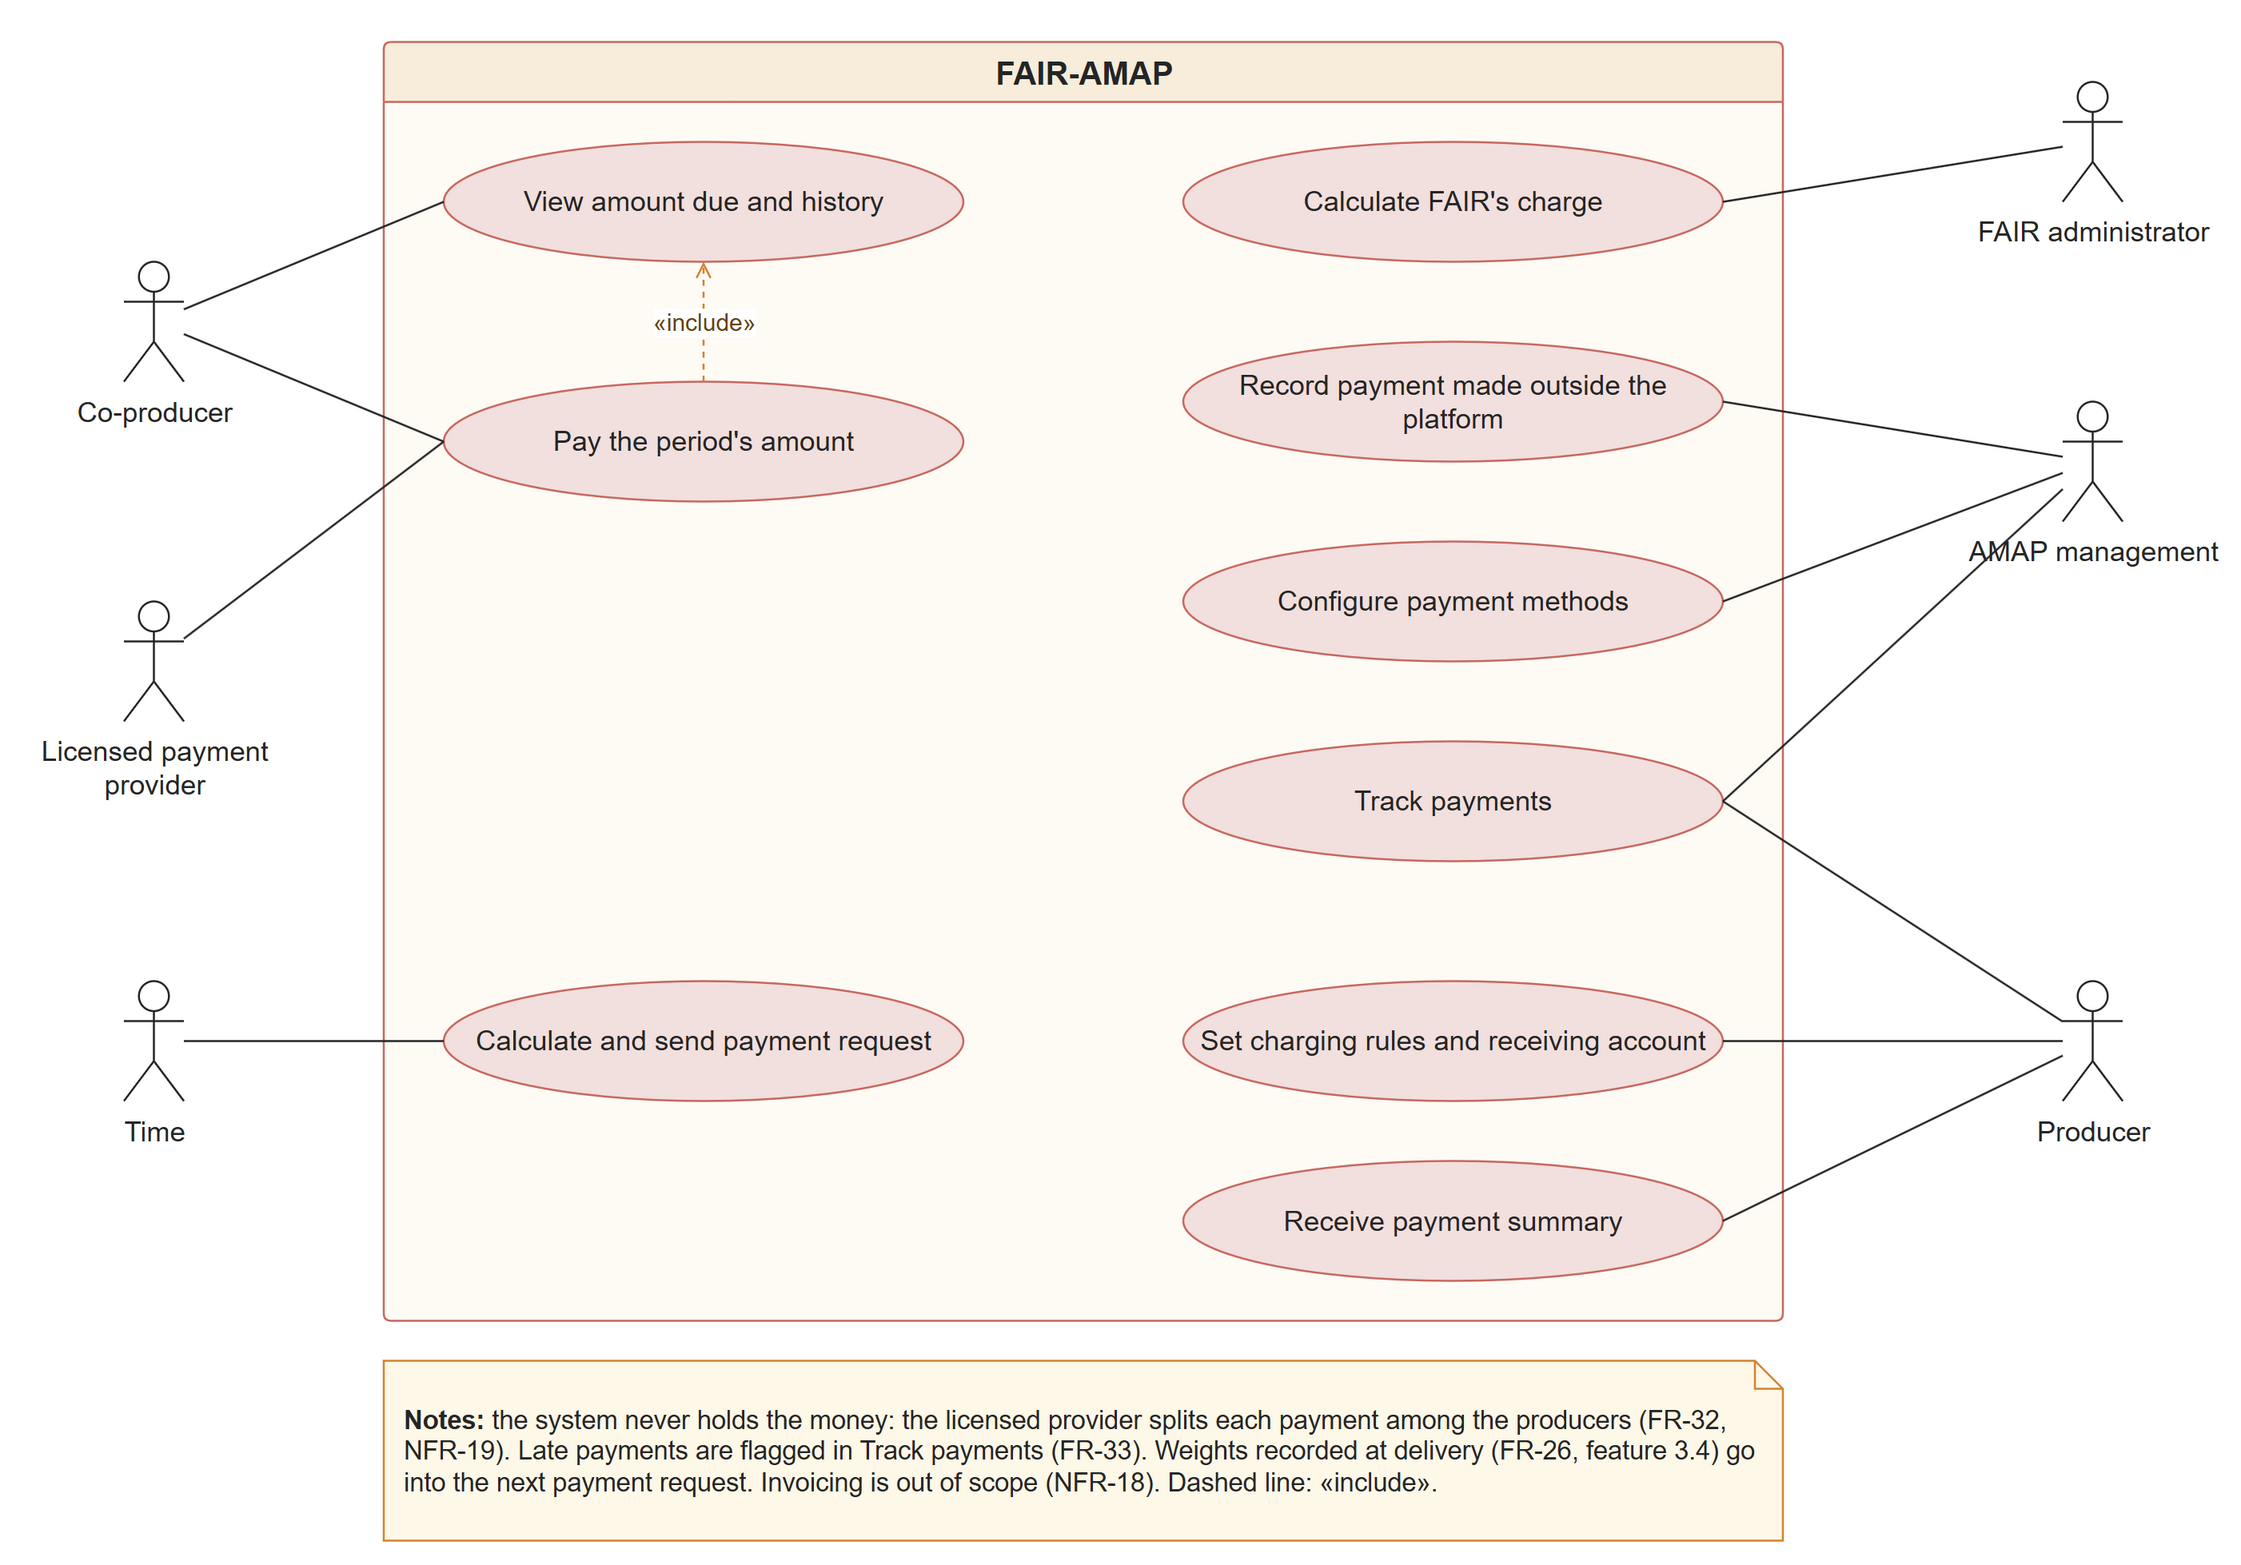 FAIR-AMAP
View amount due and history
Calculate FAIR's charge
FAIR administrator
«include»
Record payment made outside the
platform
Co-producer
Pay the period's amount
AMAP management
Configure payment methods
Licensed payment
provider
Track payments
Calculate and send payment request
Set charging rules and receiving account
Time
Producer
Receive payment summary
Notes: the system never holds the money: the licensed provider splits each payment among the producers (FR-32,
NFR-19). Late payments are flagged in Track payments (FR-33). Weights recorded at delivery (FR-26, feature 3.4) go
into the next payment request. Invoicing is out of scope (NFR-18). Dashed line: «include».